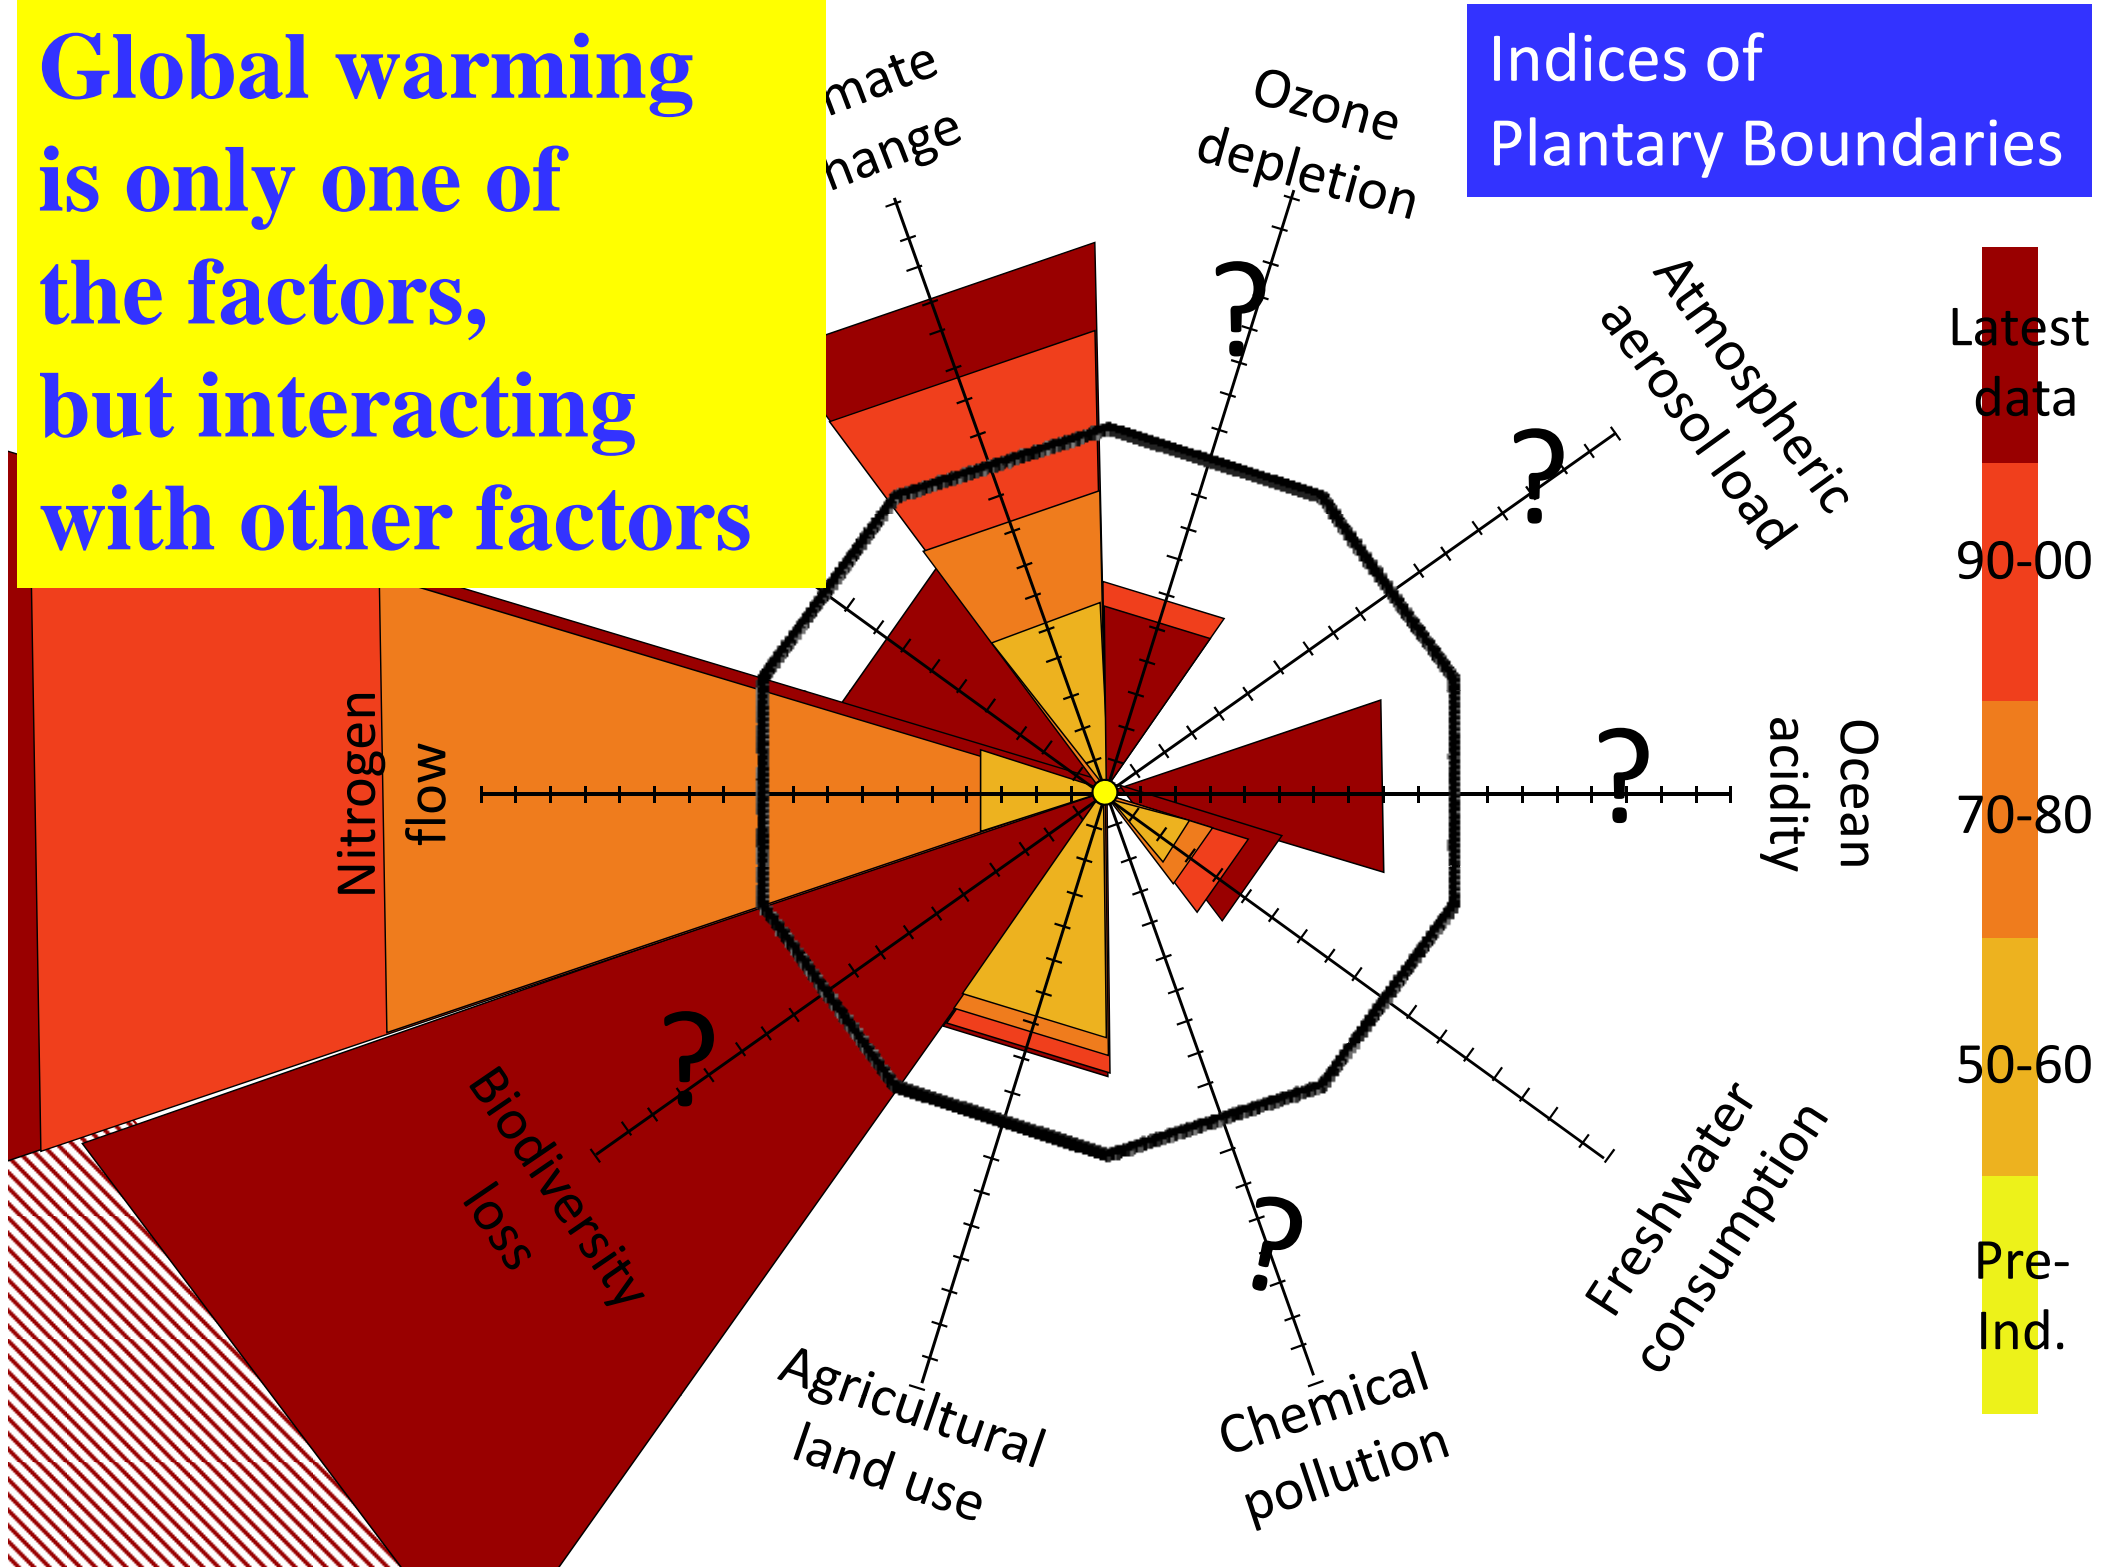 Global warming
is only one of
the factors,
but interacting
with other factors
mate
hange
Ozone
depletion
Indices of
Plantary Boundaries
?
Atmospheric
aerosol load
?
Ocean
acidity
?
Freshwater
consumption
Chemical
pollution
?
Agricultural
land use
Biodiversity
loss
?
Nitrogen
flow
Latest
data
90-00
70-80
50-60
Pre-
Ind.